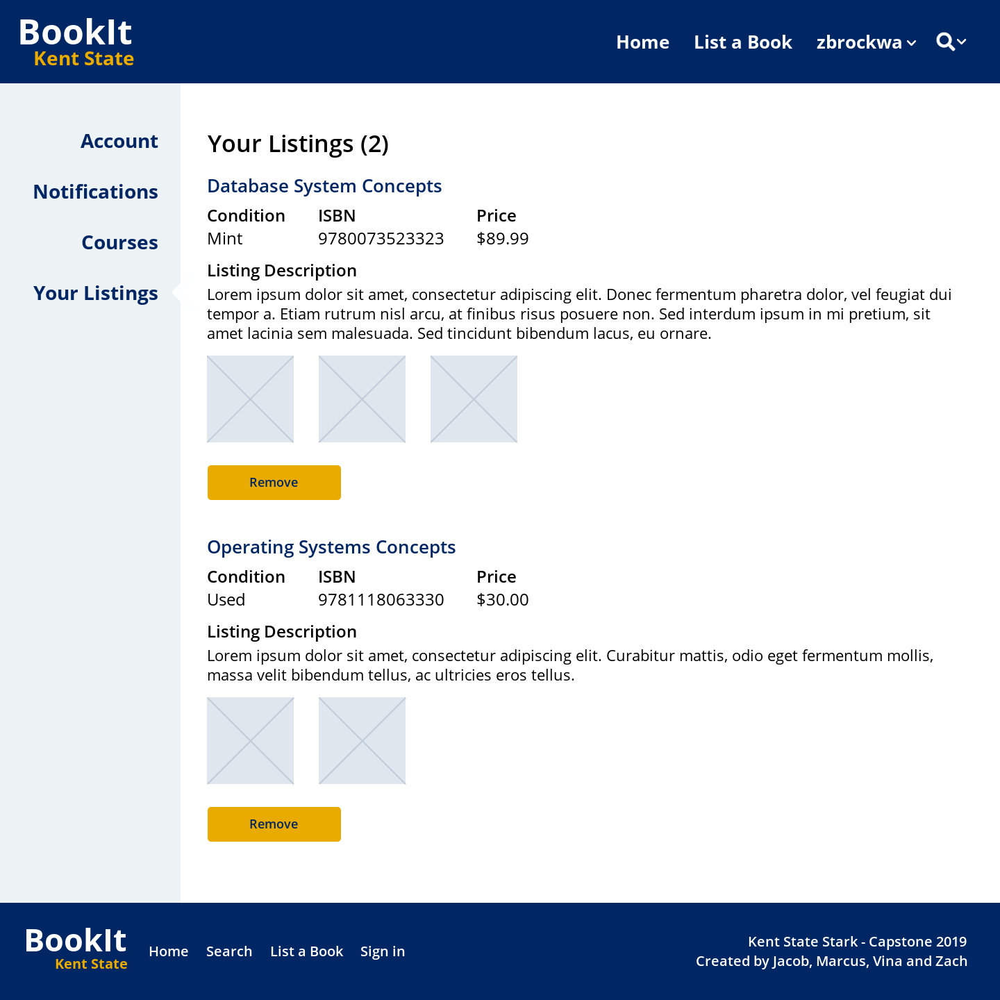 BookIt
Kent State
Home List a Book zbrockwa
Account
Notifications
Courses
Your Listings
Your Listings (2)
Database System Concepts
Condition ISBN Price
Mint 9780073523323 $89.99
Listing Description
Lorem ipsum dolor sit amet, consectetur adipiscing elit. Donec fermentum pharetra dolor, vel feugiat dui
tempor a. Etiam rutrum nisl arcu, at finibus risus posuere non. Sed interdum ipsum in mi pretium, sit
amet lacinia sem malesuada. Sed tincidunt bibendum lacus, eu ornare.
Remove
Operating Systems Concepts
Condition ISBN Price
Used 9781118063330 $30.00
Listing Description
Lorem ipsum dolor sit amet, consectetur adipiscing elit. Curabitur mattis, odio eget fermentum mollis,
massa velit bibendum tellus, ac ultricies eros tellus.
Remove
BookIt
Kent State
Home Search List a Book Sign in
Kent State Stark - Capstone 2019
Created by Jacob, Marcus, Vina and Zach